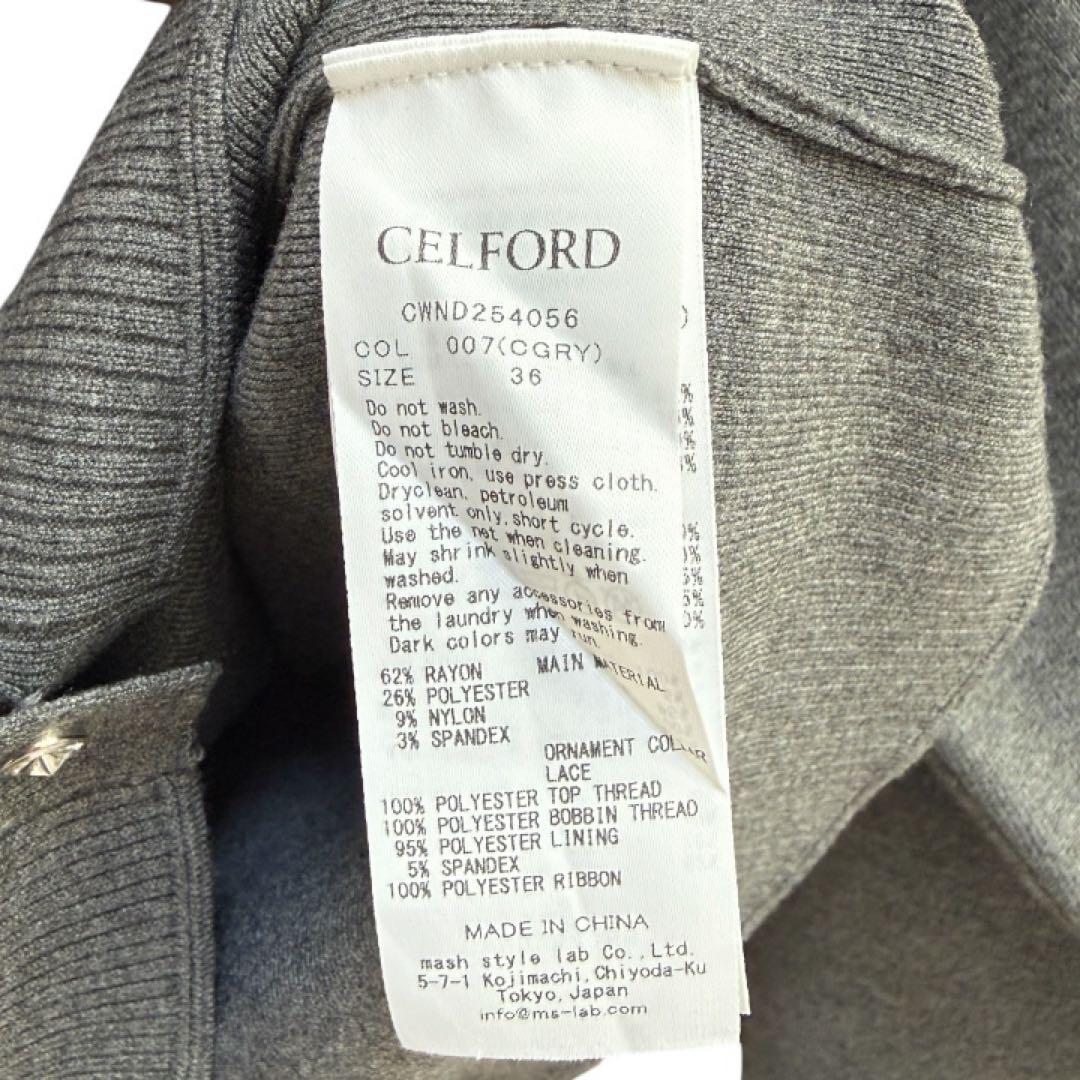 CELFORD
CWND254056
COL 007(CGRY)
SIZE 36
Do not wash.
Do not bleach.
Do not tumble dry.
Cool iron, use press cloth.
Dryclean, petroleum
solvent only,short cycle.
Use the net when cleaning.
May shrink slightly when
washed.
Remove any accessories from
the laundry when washing.
Dark colors may run.
62% RAYON MAIN MATERIAL
26% POLYESTER
9% NYLON
3% SPANDEX
ORNAMENT COLLAR
LACE
100% POLYESTER TOP THREAD
100% POLYESTER BOBBIN THREAD
95% POLYESTER LINING
5% SPANDEX
100% POLYESTER RIBBON
MADE IN CHINA
mash style lab Co.,Ltd.
5-7-1 Kojimachi,Chiyoda-Ku
Tokyo,Japan
info@ms-lab.com